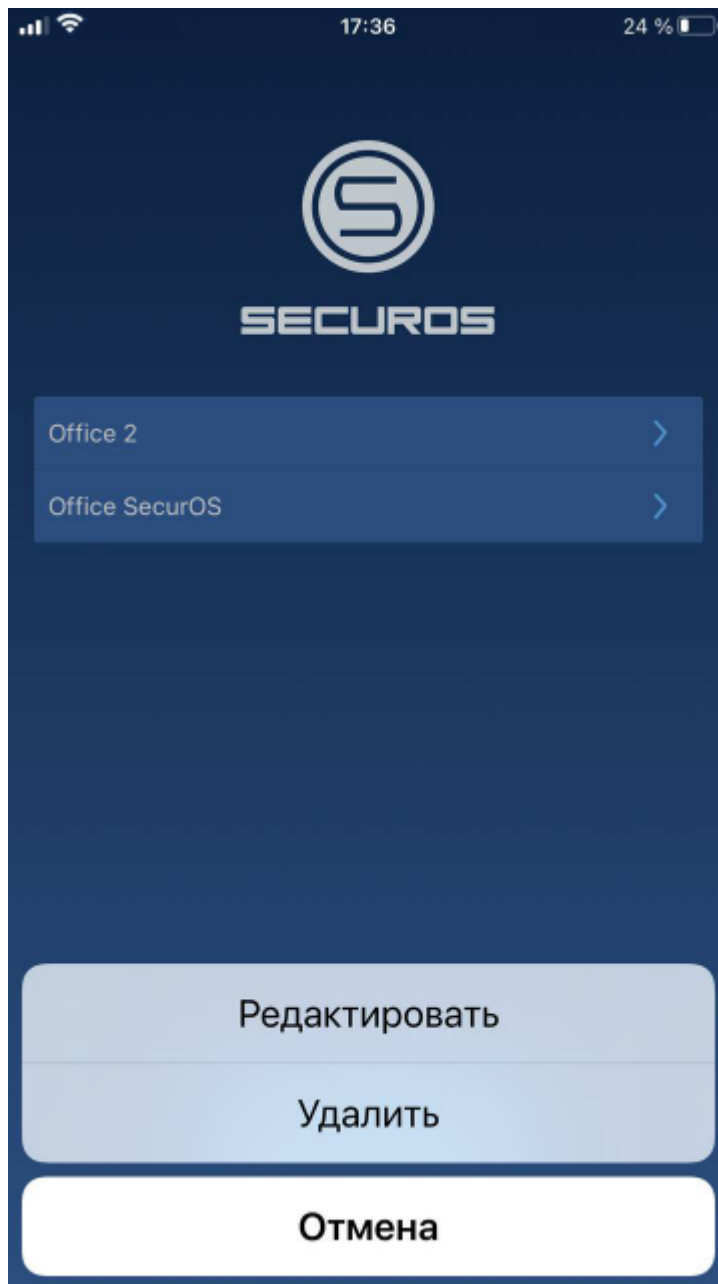 17:36
24 %
SECUROS
Office 2
Office SecurOS
Редактировать
Удалить
Отмена